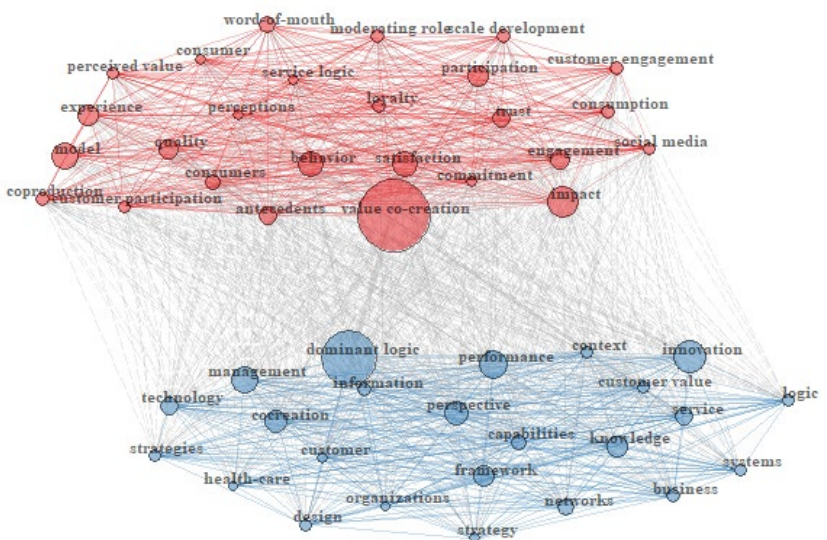 word-of-mouth
moderating role
scale development
consumer
customer engagement
perceived value
service logic
participation
experience
perceptions
loyalty
trust
consumption
model
quality
behavior
satisfaction
engagement
social media
consumers
commitment
coproduction
customer participation
antecedents
value co-creation
impact
dominant logic
performance
context
innovation
management
information
customer value
logic
technology
cocreation
perspective
service
strategies
customer
capabilities
knowledge
health-care
framework
systems
organizations
networks
business
design
strategy